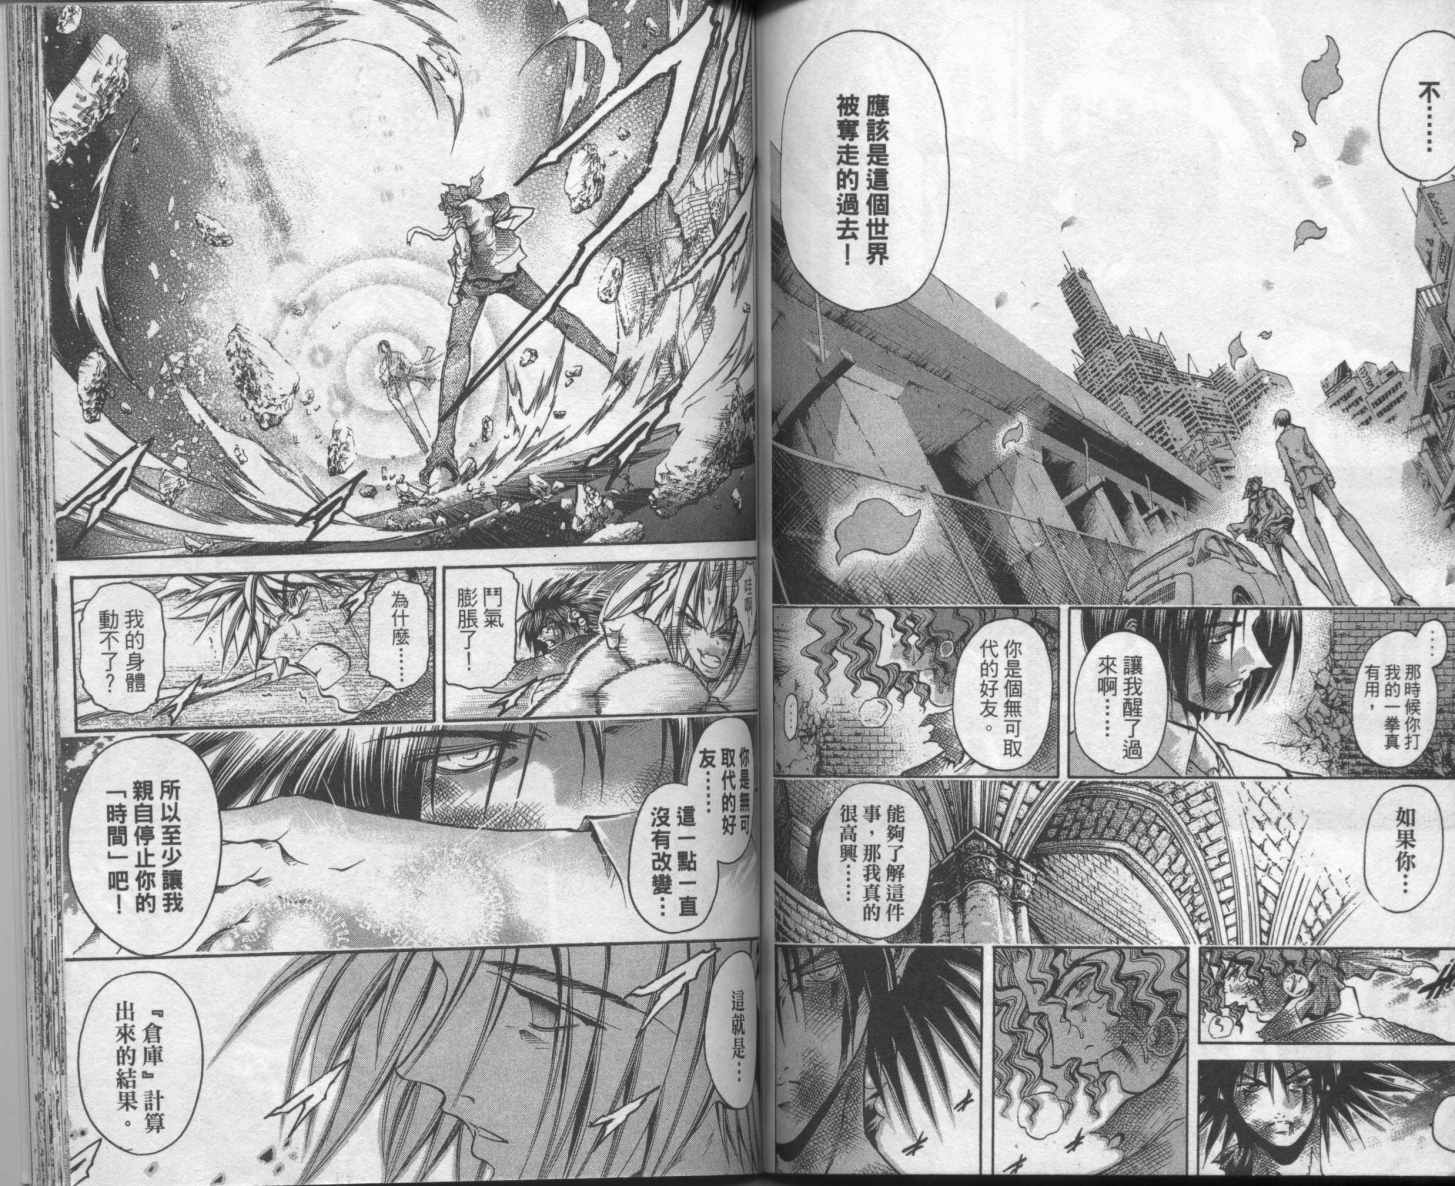 不……
應該是這個世界
被奪走的過去！
……
那時候你打
我的一拳真
有用，
讓我醒了過
來啊……
你是個無可取
代的好友。
……
如果你…
能夠了解這件
事，那我真的
很高興……
哇啊
鬥氣
膨脹了！
為什麼……
我的身體
動不了？
你是無可
取代的好
友……
這一點一直
沒有改變…
所以至少讓我
親自停止你的
「時間」吧！
這就是…
『倉庫』計算
出來的結果。